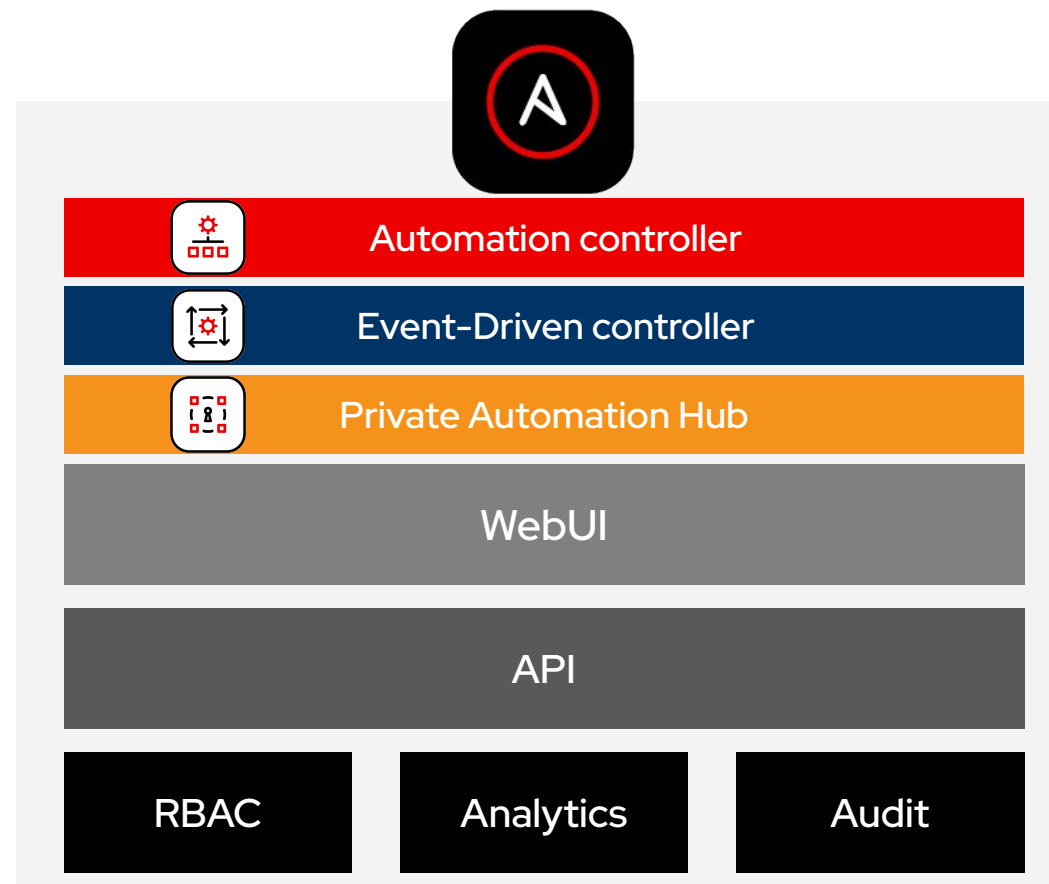 Automation controller
Event-Driven controller
Private Automation Hub
WebUI
API
RBAC
Analytics
Audit